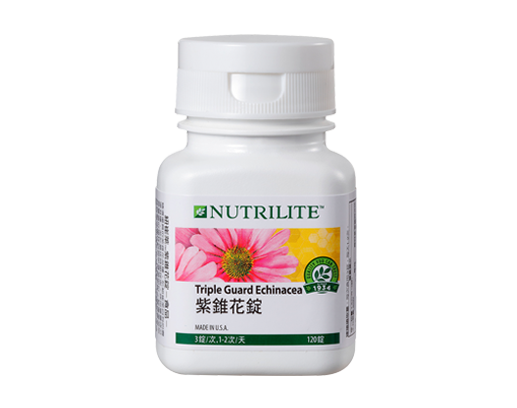 NUTRILITE™
Triple Guard Echinacea
紫錐花錠
1934
MADE IN U.S.A.
3錠/次,1-2次/天 120錠